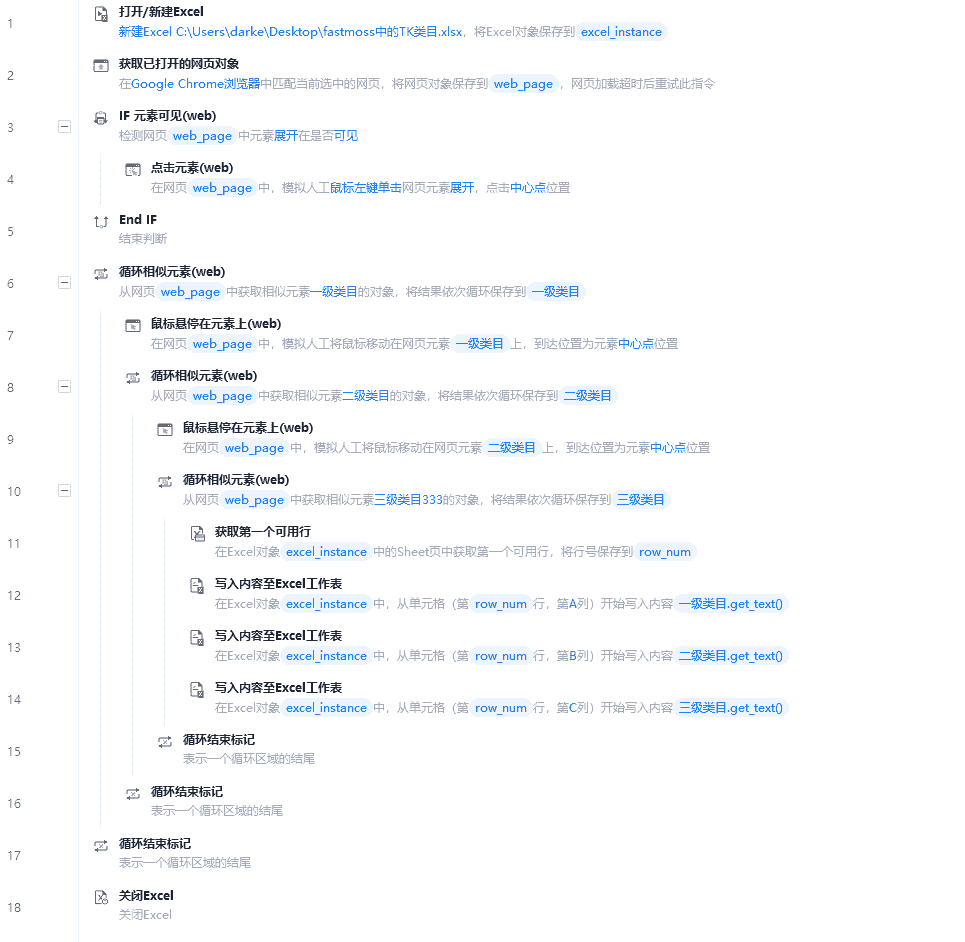 1
打开/新建Excel
新建Excel C:\Users\darke\Desktop\fastmoss中的TK类目.xlsx，将Excel对象保存到 excel_instance
2
获取已打开的网页对象
在Google Chrome浏览器中匹配当前选中的网页，将网页对象保存到 web_page ，网页加载超时后重试此指令
3
IF 元素可见(web)
检测网页 web_page 中元素展开在是否可见
4
点击元素(web)
在网页 web_page 中，模拟人工鼠标左键单击网页元素展开，点击中心点位置
5
End IF
结束判断
6
循环相似元素(web)
从网页 web_page 中获取相似元素一级类目的对象，将结果依次循环保存到 一级类目
7
鼠标悬停在元素上(web)
在网页 web_page 中，模拟人工将鼠标移动在网页元素 一级类目 上，到达位置为元素中心点位置
8
循环相似元素(web)
从网页 web_page 中获取相似元素二级类目的对象，将结果依次循环保存到 二级类目
9
鼠标悬停在元素上(web)
在网页 web_page 中，模拟人工将鼠标移动在网页元素 二级类目 上，到达位置为元素中心点位置
10
循环相似元素(web)
从网页 web_page 中获取相似元素三级类目333的对象，将结果依次循环保存到 三级类目
11
获取第一个可用行
在Excel对象 excel_instance 中的Sheet页中获取第一个可用行，将行号保存到 row_num
12
写入内容至Excel工作表
在Excel对象 excel_instance 中，从单元格（第 row_num 行，第A列）开始写入内容 一级类目.get_text()
13
写入内容至Excel工作表
在Excel对象 excel_instance 中，从单元格（第 row_num 行，第B列）开始写入内容 二级类目.get_text()
14
写入内容至Excel工作表
在Excel对象 excel_instance 中，从单元格（第 row_num 行，第C列）开始写入内容 三级类目.get_text()
15
循环结束标记
表示一个循环区域的结尾
16
循环结束标记
表示一个循环区域的结尾
17
循环结束标记
表示一个循环区域的结尾
18
关闭Excel
关闭Excel